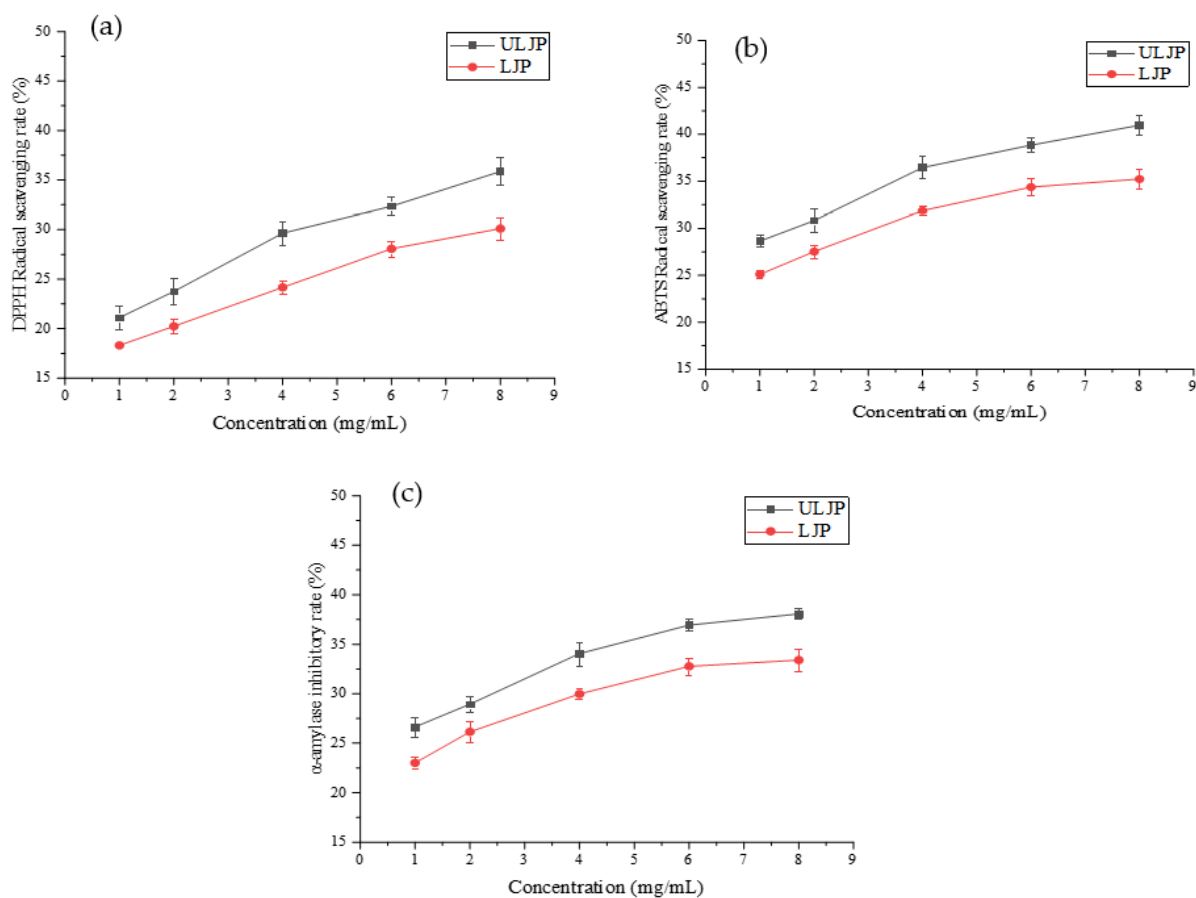 (a)
ULJP
LJP
DPPH Radical scavenging rate (%)
50
45
40
35
30
25
20
15
0 1 2 3 4 5 6 7 8 9
Concentration (mg/mL)
(b)
ULJP
LJP
ABTS Radical scavenging rate (%)
50
45
40
35
30
25
20
15
0 1 2 3 4 5 6 7 8 9
Concentration (mg/mL)
(c)
ULJP
LJP
α-amylase inhibitory rate (%)
50
45
40
35
30
25
20
15
0 1 2 3 4 5 6 7 8 9
Concentration (mg/mL)